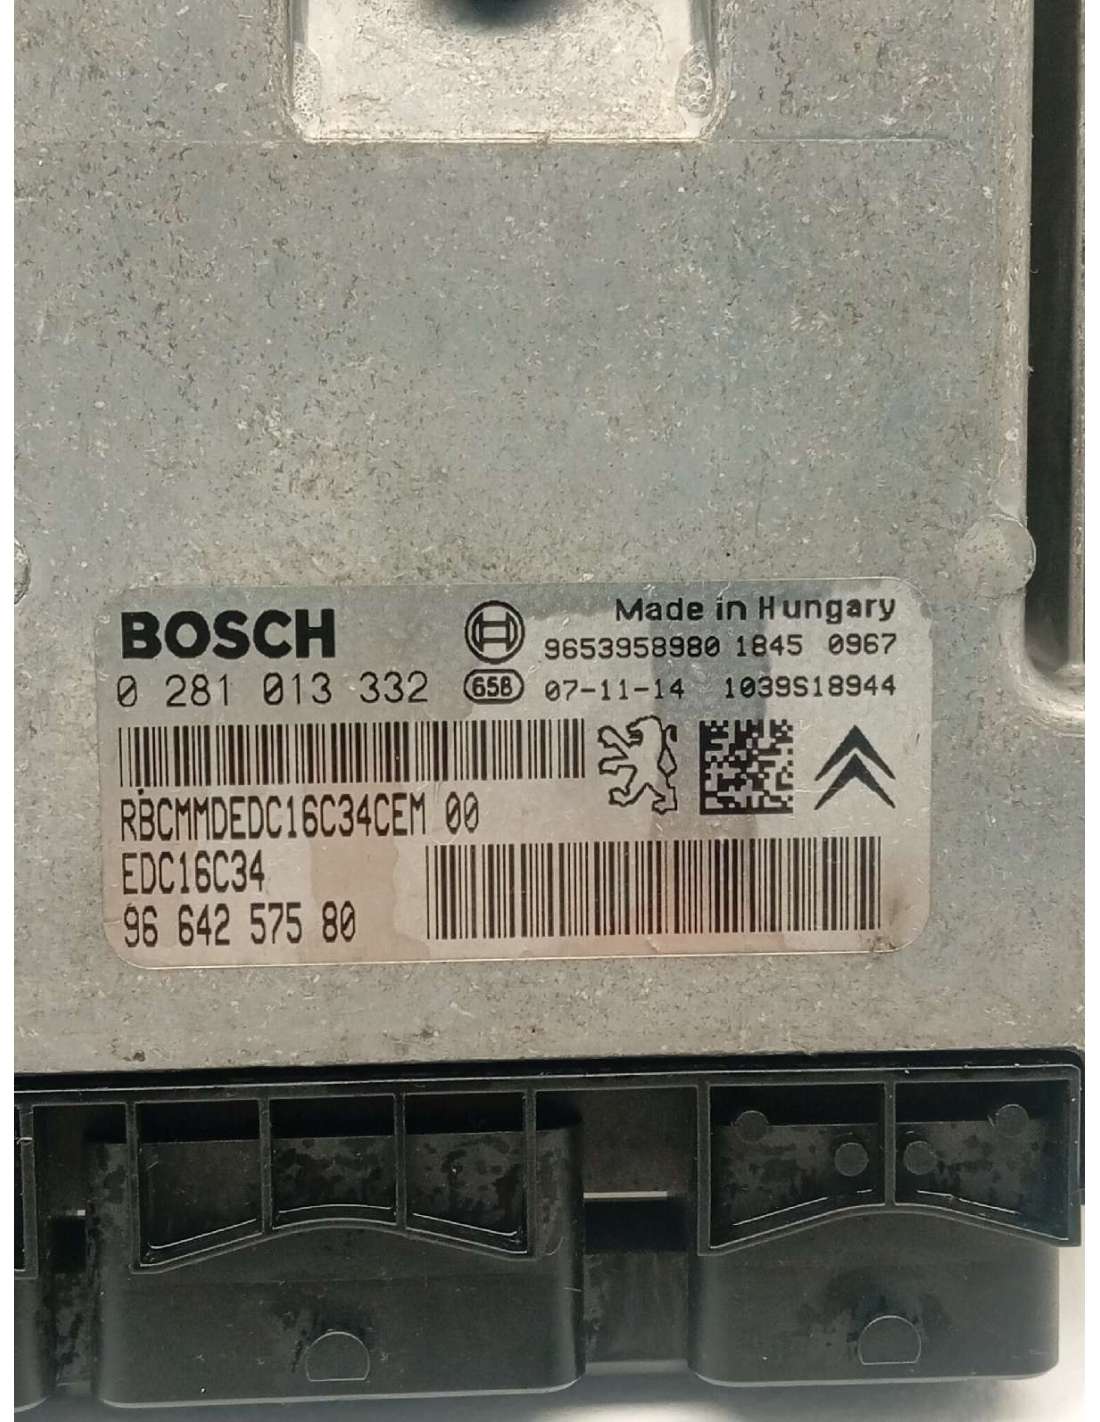 BOSCH
Made in Hungary
9653958980 1845 0967
0 281 013 332
658
07-11-14 1039S18944
RBCMMDEDC16C34CEM 00
EDC16C34
96 642 575 80